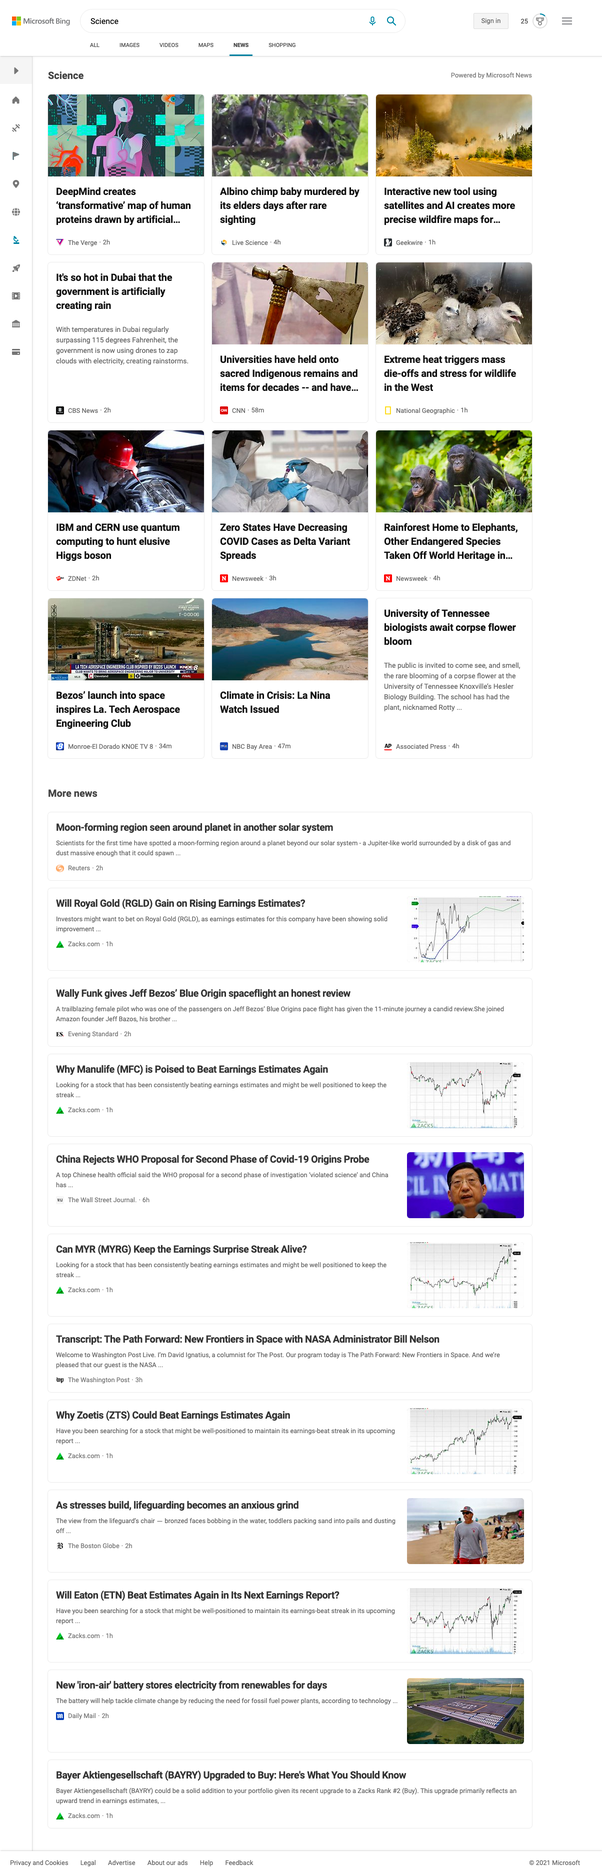 Microsoft Bing
Science
Sign in
25
ALL IMAGES VIDEOS MAPS NEWS SHOPPING
Science
Powered by Microsoft News
DeepMind creates
‘transformative’ map of human
proteins drawn by artificial...
The Verge · 2h
Albino chimp baby murdered by
its elders days after rare
sighting
Live Science · 4h
Interactive new tool using
satellites and AI creates more
precise wildfire maps for...
Geekwire · 1h
It's so hot in Dubai that the
government is artificially
creating rain
With temperatures in Dubai regularly
surpassing 115 degrees Fahrenheit, the
government is now using drones to zap
clouds with electricity, creating rainstorms.
CBS News · 2h
Universities have held onto
sacred Indigenous remains and
items for decades -- and have...
CNN · 58m
Extreme heat triggers mass
die-offs and stress for wildlife
in the West
National Geographic · 1h
IBM and CERN use quantum
computing to hunt elusive
Higgs boson
ZDNet · 2h
Zero States Have Decreasing
COVID Cases as Delta Variant
Spreads
Newsweek · 3h
Rainforest Home to Elephants,
Other Endangered Species
Taken Off World Heritage in...
Newsweek · 4h
LA TECH AEROSPACE ENGINEERING CLUB INSPIRED BY BEZOS' LAUNCH
Bezos’ launch into space
inspires La. Tech Aerospace
Engineering Club
Monroe-El Dorado KNOE TV 8 · 34m
Climate in Crisis: La Nina
Watch Issued
NBC Bay Area · 47m
University of Tennessee
biologists await corpse flower
bloom
The public is invited to come see, and smell,
the rare blooming of a corpse flower at the
University of Tennessee Knoxville's Hesler
Biology Building. The school has had the
plant, nicknamed Rotty ...
AP Associated Press · 4h
More news
Moon-forming region seen around planet in another solar system
Scientists for the first time have spotted a moon-forming region around a planet beyond our solar system - a Jupiter-like world surrounded by a disk of gas and
dust massive enough that it could spawn ...
Reuters · 2h
Will Royal Gold (RGLD) Gain on Rising Earnings Estimates?
Investors might want to bet on Royal Gold (RGLD), as earnings estimates for this company have been showing solid
improvement ...
Zacks.com · 1h
Wally Funk gives Jeff Bezos’ Blue Origin spaceflight an honest review
A trailblazing female pilot who was one of the passengers on Jeff Bezos’ Blue Origins pace flight has given the 11-minute journey a candid review.She joined
Amazon founder Jeff Bezos, his brother ...
ES. Evening Standard · 2h
Why Manulife (MFC) is Poised to Beat Earnings Estimates Again
Looking for a stock that has been consistently beating earnings estimates and might be well positioned to keep the
streak ...
Zacks.com · 1h
ZACKS
China Rejects WHO Proposal for Second Phase of Covid-19 Origins Probe
A top Chinese health official said the WHO proposal for a second phase of investigation ‘violated science’ and China
has ...
WSJ The Wall Street Journal. · 6h
Can MYR (MYRG) Keep the Earnings Surprise Streak Alive?
Looking for a stock that has been consistently beating earnings estimates and might be well positioned to keep the
streak ...
Zacks.com · 1h
ZACKS
Transcript: The Path Forward: New Frontiers in Space with NASA Administrator Bill Nelson
Welcome to Washington Post Live. I’m David Ignatius, a columnist for The Post. Our program today is The Path Forward: New Frontiers in Space. And we’re
pleased that our guest is the NASA ...
wp The Washington Post · 3h
Why Zoetis (ZTS) Could Beat Earnings Estimates Again
Have you been searching for a stock that might be well-positioned to maintain its earnings-beat streak in its upcoming
report ...
Zacks.com · 1h
ZACKS
As stresses build, lifeguarding becomes an anxious grind
The view from the lifeguard’s chair — bronzed faces bobbing in the water, toddlers packing sand into pails and dusting
off ...
B The Boston Globe · 2h
Will Eaton (ETN) Beat Estimates Again in Its Next Earnings Report?
Have you been searching for a stock that might be well-positioned to maintain its earnings-beat streak in its upcoming
report ...
Zacks.com · 1h
ZACKS
New 'iron-air' battery stores electricity from renewables for days
The battery will help tackle climate change by reducing the need for fossil fuel power plants, according to technology ...
Daily Mail · 2h
Bayer Aktiengesellschaft (BAYRY) Upgraded to Buy: Here's What You Should Know
Bayer Aktiengesellschaft (BAYRY) could be a solid addition to your portfolio given its recent upgrade to a Zacks Rank #2 (Buy). This upgrade primarily reflects an
upward trend in earnings estimates, ...
Zacks.com · 1h
Privacy and Cookies Legal Advertise About our ads Help Feedback © 2021 Microsoft